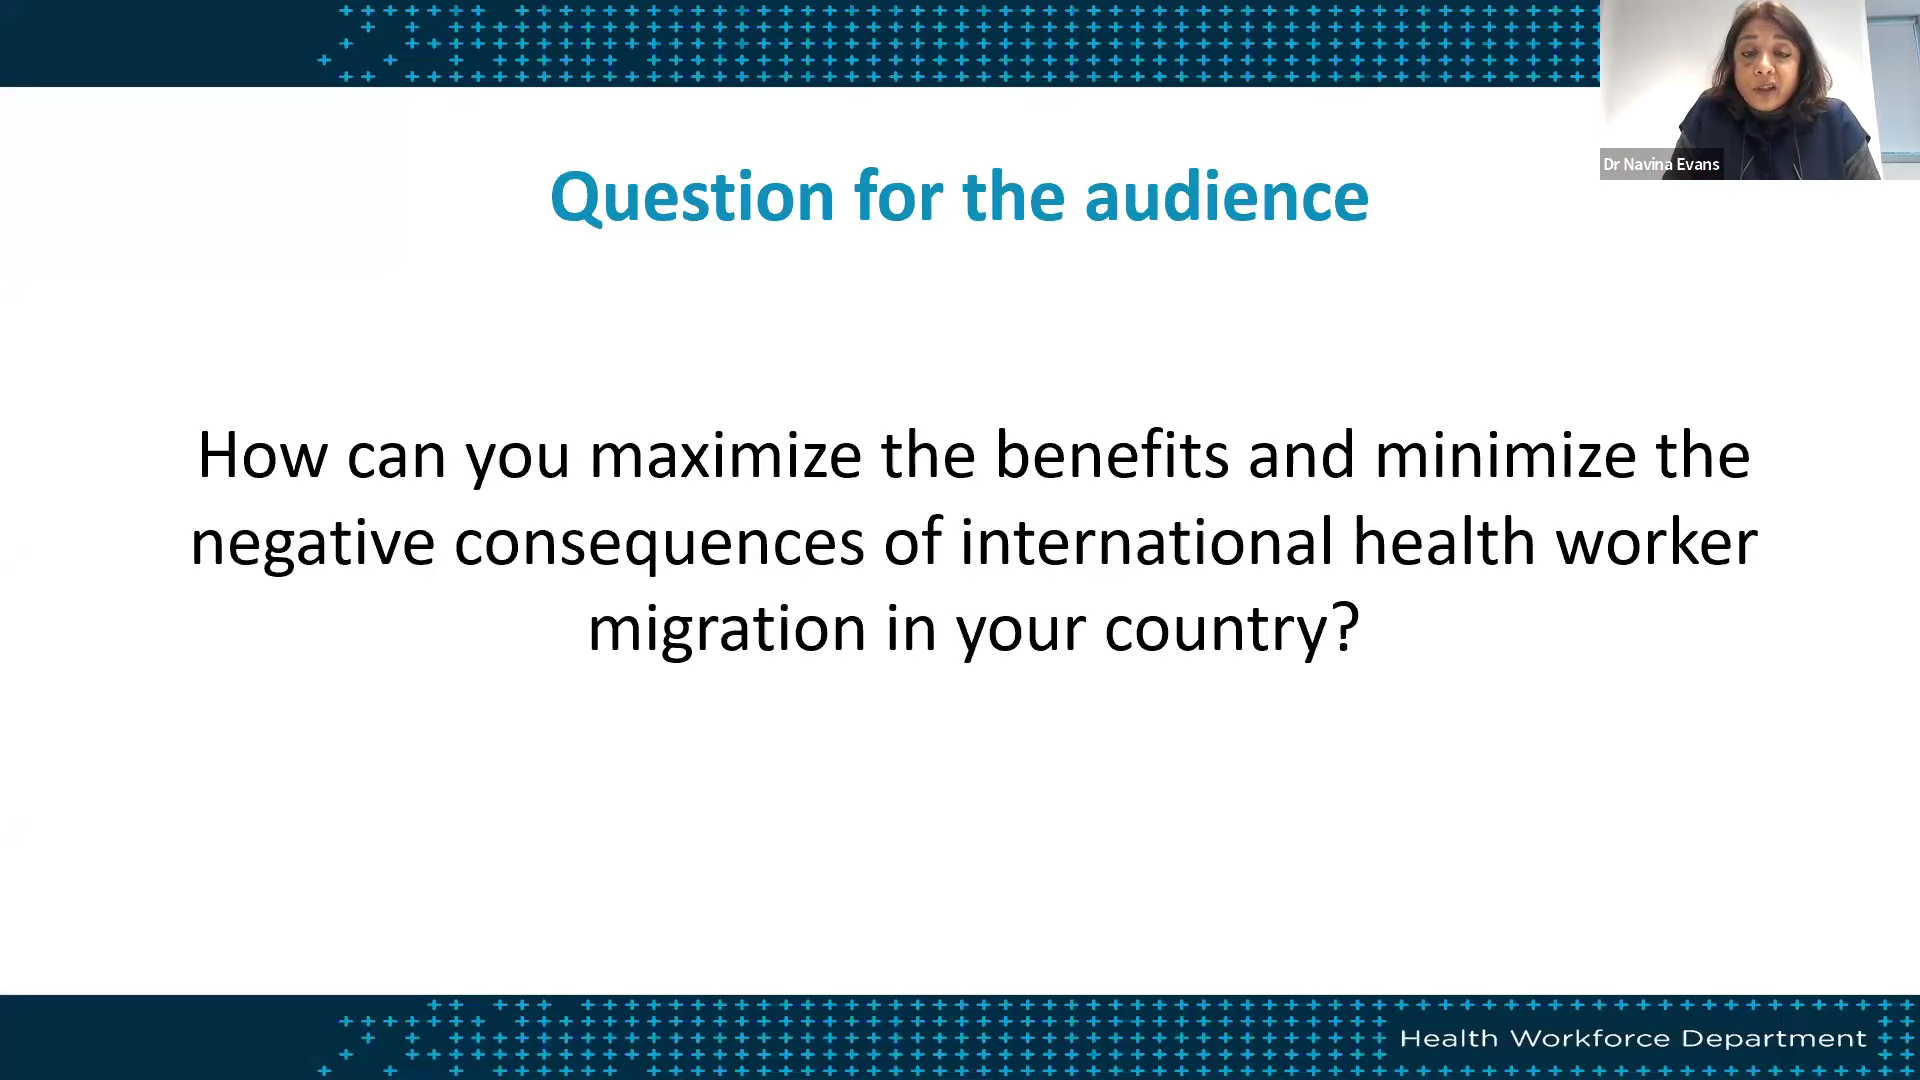 Dr Navina Evans
Question for the audience
How can you maximize the benefits and minimize the
negative consequences of international health worker
migration in your country?
Health Workforce Department